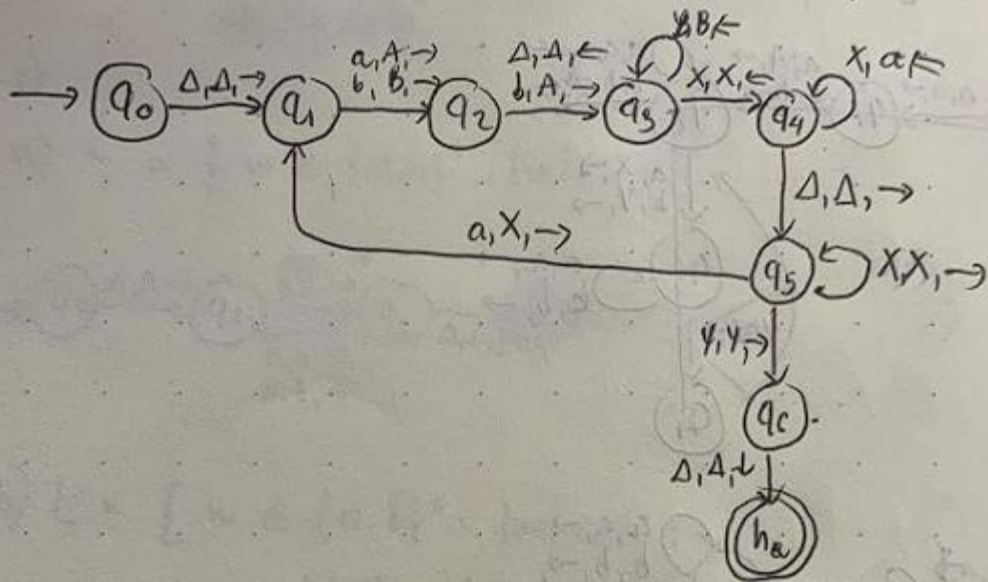 Δ,Δ,→
a,A,→
b,B,→
Δ,Δ,←
b,A,→
B←
X,X,←
X,a←
q0
q1
q2
q3
q4
Δ,Δ,→
a,X,→
q5
X,X,→
y,y,→
qc
Δ,Δ,↓
ha